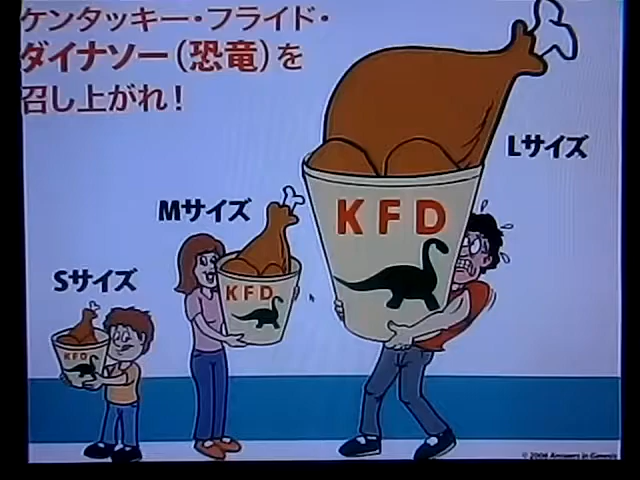 ケンタッキー・フライド・
ダイナソー(恐竜)を
召し上がれ!
Lサイズ
Mサイズ
Sサイズ
KFD
KFD
KFD
© 2006 Answers in Genesis